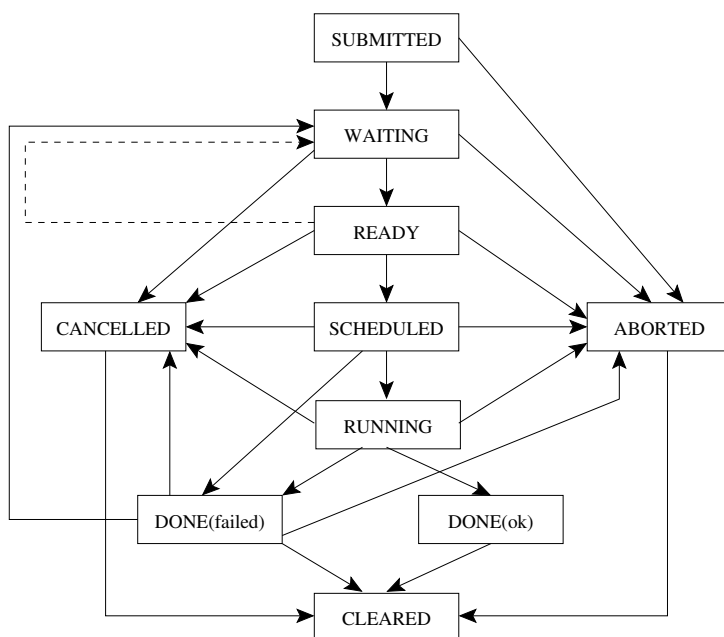 SUBMITTED
WAITING
READY
CANCELLED
SCHEDULED
ABORTED
RUNNING
DONE(failed)
DONE(ok)
CLEARED